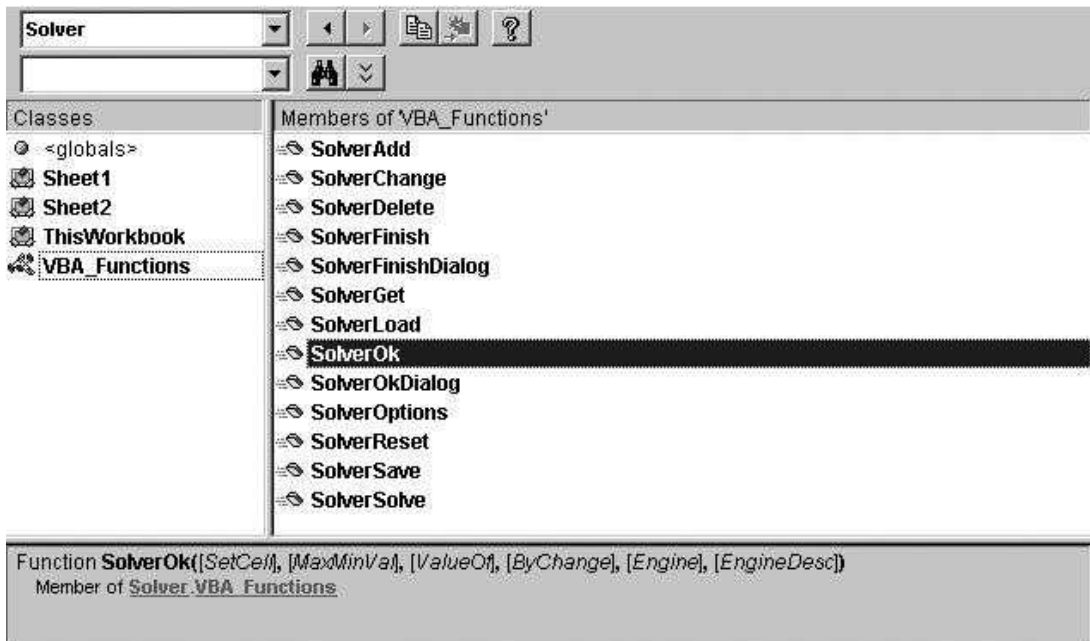 Solver
Classes
Members of 'VBA_Functions'
<globals>
Sheet1
Sheet2
ThisWorkbook
VBA_Functions
SolverAdd
SolverChange
SolverDelete
SolverFinish
SolverFinishDialog
SolverGet
SolverLoad
SolverOk
SolverOkDialog
SolverOptions
SolverReset
SolverSave
SolverSolve
Function SolverOk([SetCell], [MaxMinVal], [ValueOf], [ByChange], [Engine], [EngineDesc])
Member of Solver.VBA_Functions